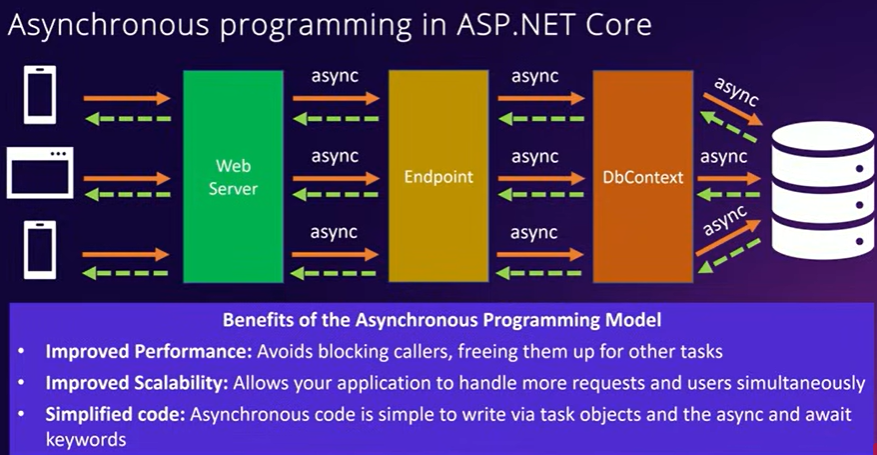 Asynchronous programming in ASP.NET Core
async
async
async
Web
Server
async
async
Endpoint
async
DbContext
async
async
async
async
Benefits of the Asynchronous Programming Model
• Improved Performance: Avoids blocking callers, freeing them up for other tasks
• Improved Scalability: Allows your application to handle more requests and users simultaneously
• Simplified code: Asynchronous code is simple to write via task objects and the async and await
keywords